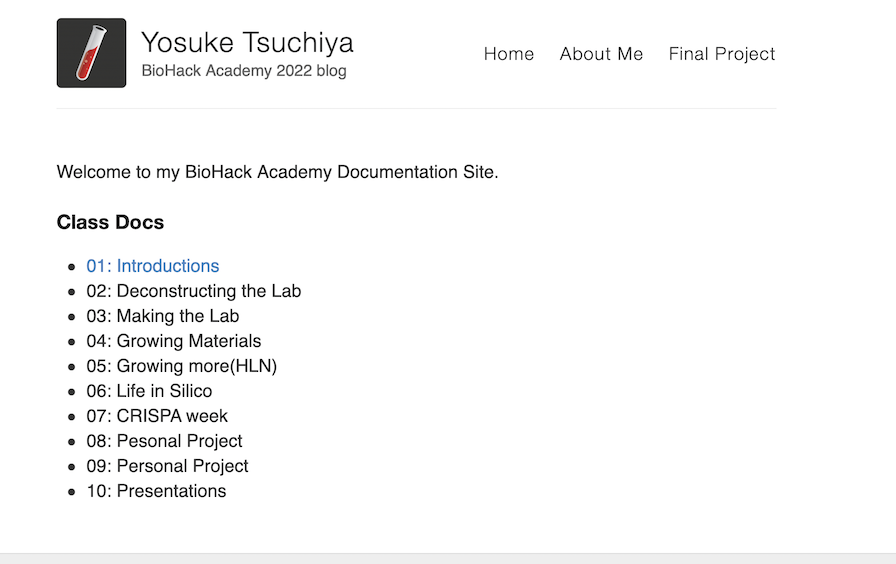 Yosuke Tsuchiya
BioHack Academy 2022 blog
Home About Me Final Project
Welcome to my BioHack Academy Documentation Site.
Class Docs
01: Introductions
02: Deconstructing the Lab
03: Making the Lab
04: Growing Materials
05: Growing more(HLN)
06: Life in Silico
07: CRISPA week
08: Pesonal Project
09: Personal Project
10: Presentations